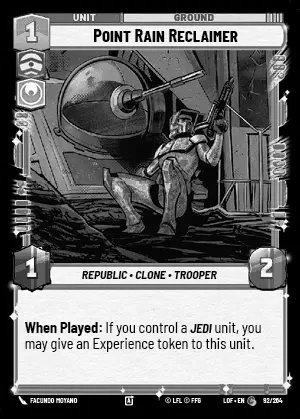 UNIT GROUND
1 POINT RAIN RECLAIMER
1 2
REPUBLIC • CLONE • TROOPER
When Played: If you control a JEDI unit, you
may give an Experience token to this unit.
FACUNDO MOYANO © LFL © FFG LOF • EN 92/264